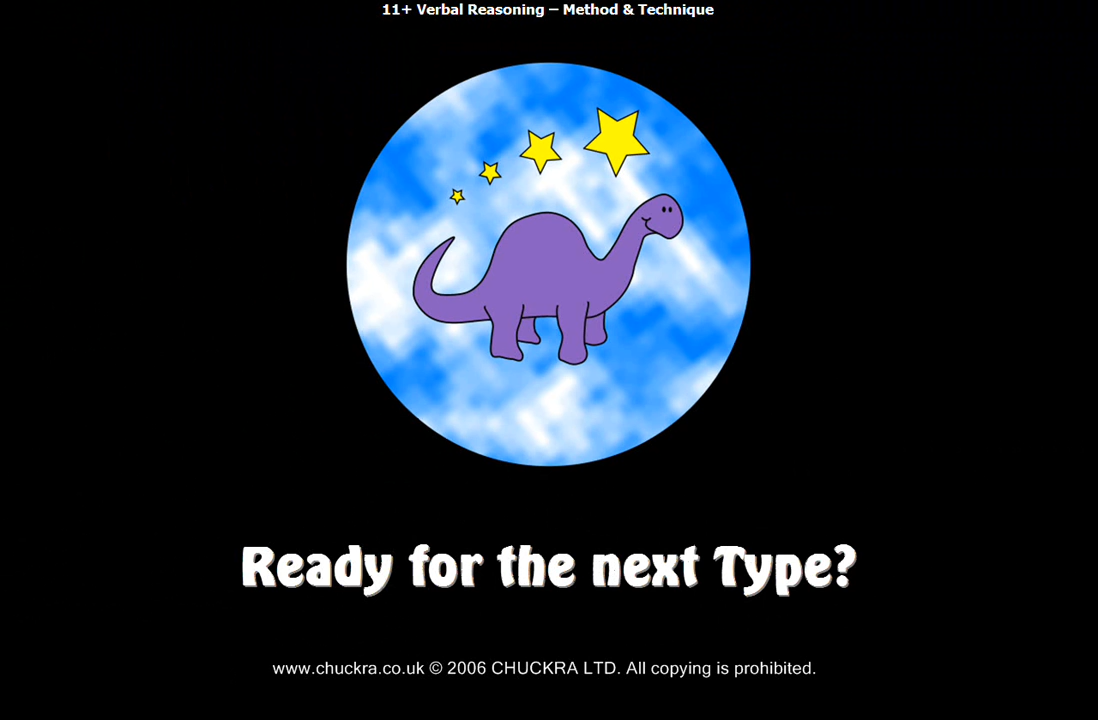 11+ Verbal Reasoning – Method & Technique
Ready for the next Type?
www.chuckra.co.uk © 2006 CHUCKRA LTD. All copying is prohibited.